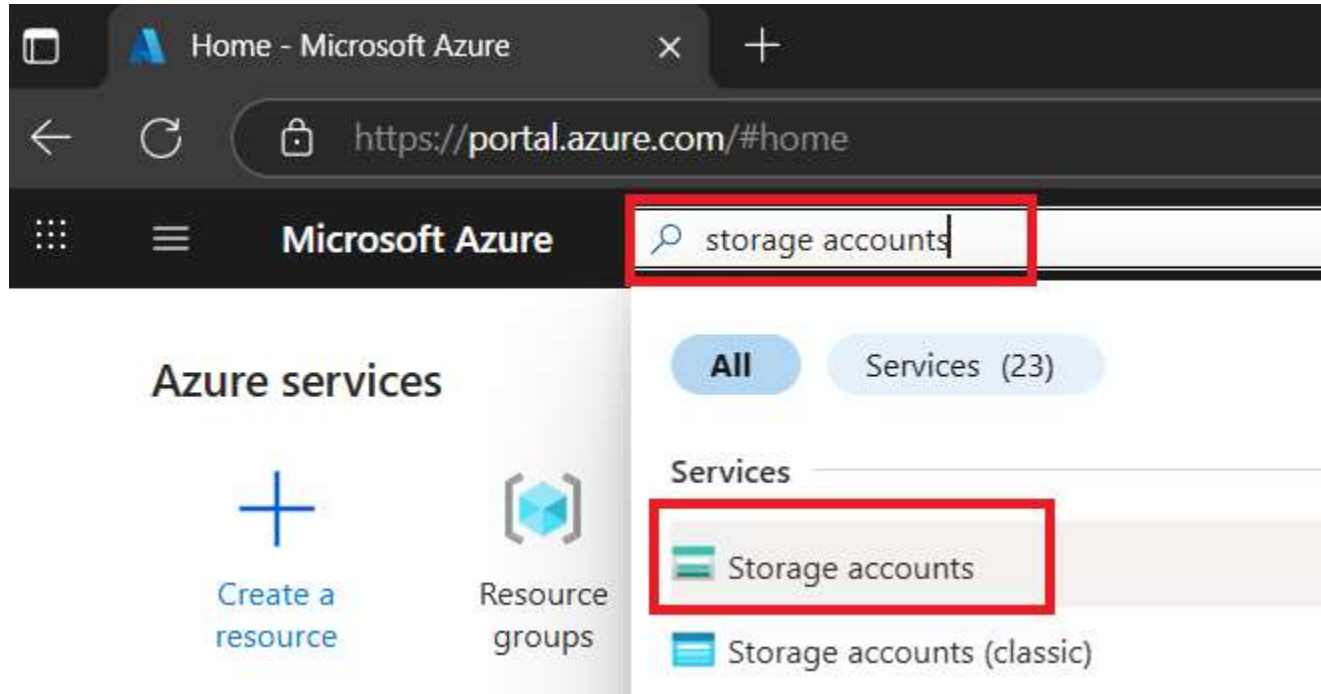 Home - Microsoft Azure
https://portal.azure.com/#home
Microsoft Azure
storage accounts
All
Services (23)
Azure services
Services
Create a
resource
Resource
groups
Storage accounts
Storage accounts (classic)